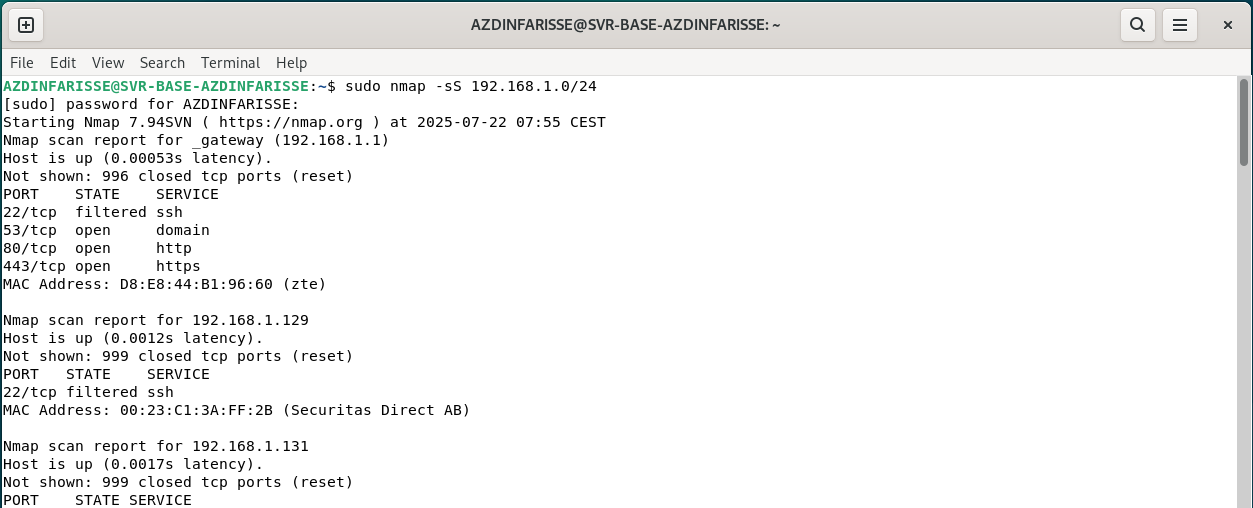 AZDINFARISSE@SVR-BASE-AZDINFARISSE: ~
File Edit View Search Terminal Help
AZDINFARISSE@SVR-BASE-AZDINFARISSE:~$ sudo nmap -sS 192.168.1.0/24
[sudo] password for AZDINFARISSE:
Starting Nmap 7.94SVN ( https://nmap.org ) at 2025-07-22 07:55 CEST
Nmap scan report for _gateway (192.168.1.1)
Host is up (0.00053s latency).
Not shown: 996 closed tcp ports (reset)
PORT    STATE    SERVICE
22/tcp  filtered ssh
53/tcp  open     domain
80/tcp  open     http
443/tcp open     https
MAC Address: D8:E8:44:B1:96:60 (zte)

Nmap scan report for 192.168.1.129
Host is up (0.0012s latency).
Not shown: 999 closed tcp ports (reset)
PORT   STATE    SERVICE
22/tcp filtered ssh
MAC Address: 00:23:C1:3A:FF:2B (Securitas Direct AB)

Nmap scan report for 192.168.1.131
Host is up (0.0017s latency).
Not shown: 999 closed tcp ports (reset)
PORT    STATE SERVICE